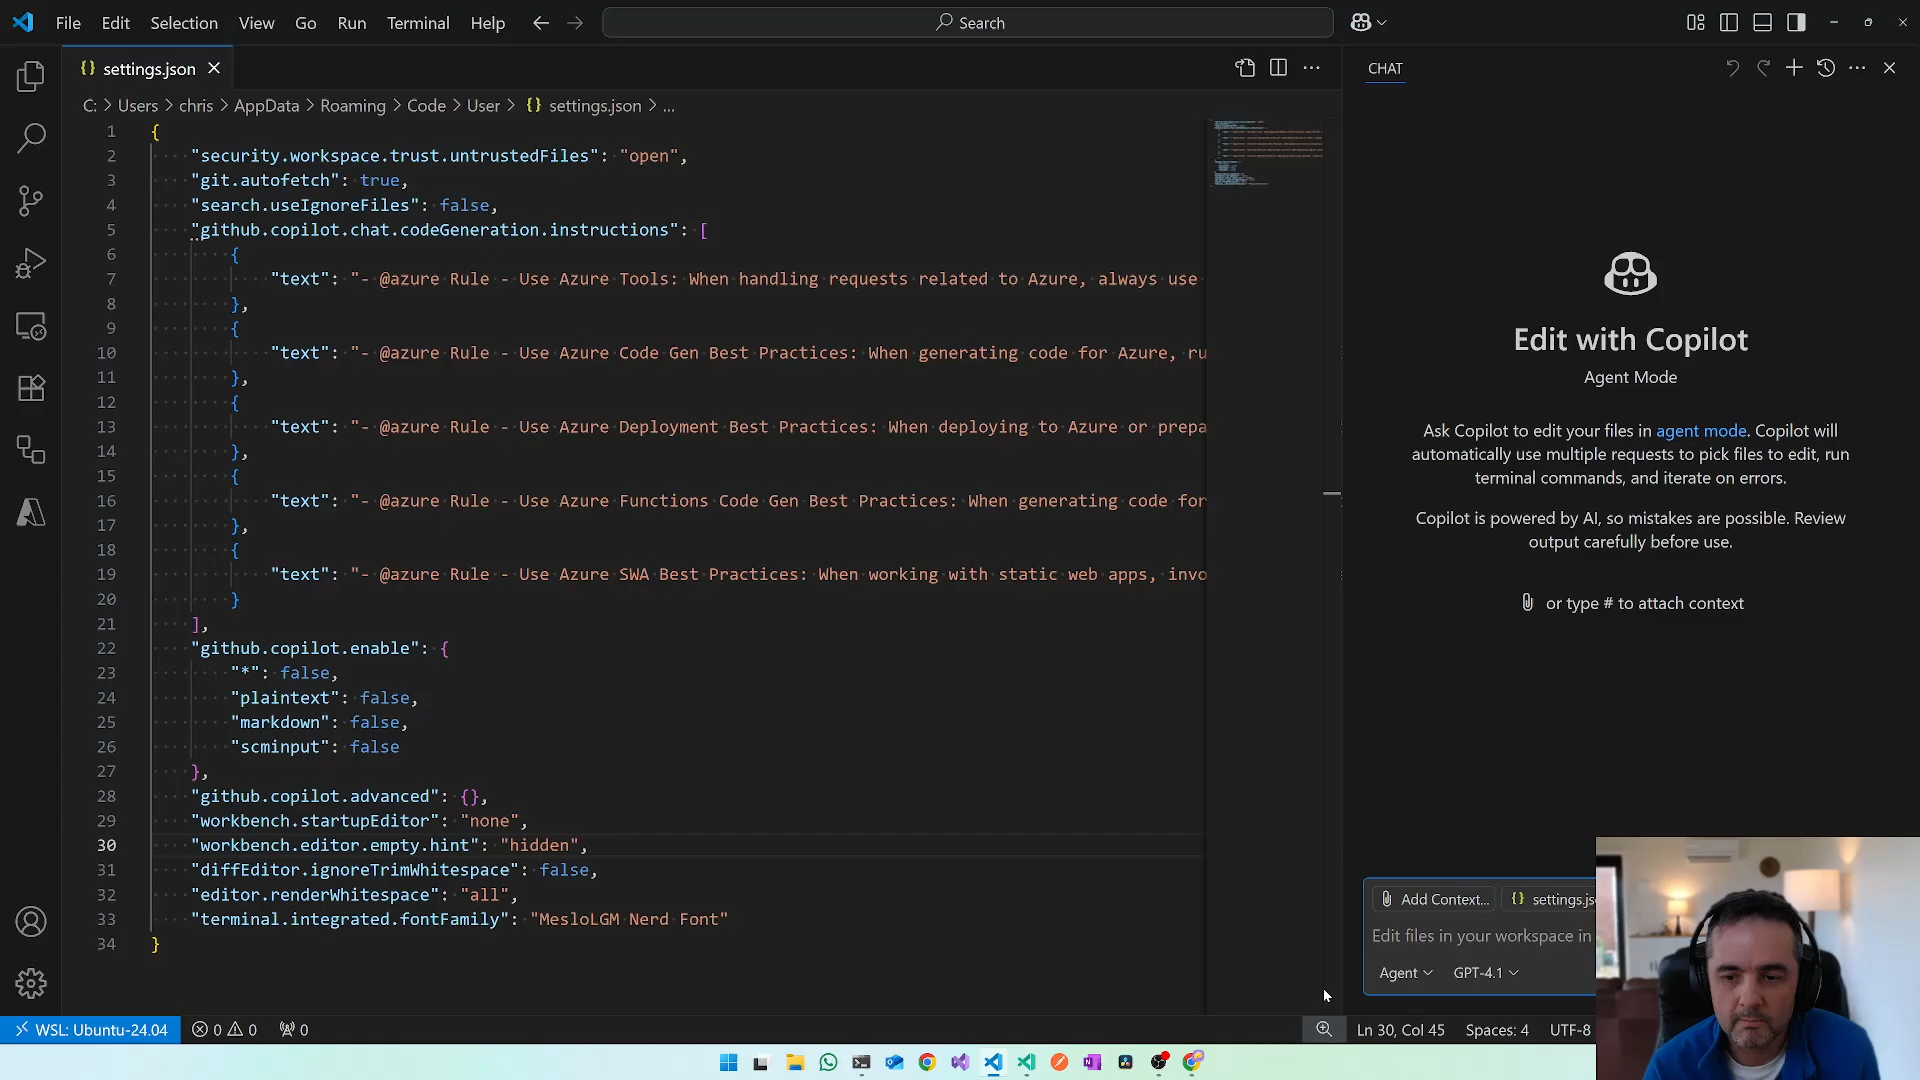 File Edit Selection View Go Run Terminal Help
Search
settings.json
C: > Users > chris > AppData > Roaming > Code > User > {} settings.json > ...
1 {
2 "security.workspace.trust.untrustedFiles": "open",
3 "git.autofetch": true,
4 "search.useIgnoreFiles": false,
5 "github.copilot.chat.codeGeneration.instructions": [
6 {
7 "text": "- @azure Rule - Use Azure Tools: When handling requests related to Azure, always use
8 },
9 {
10 "text": "- @azure Rule - Use Azure Code Gen Best Practices: When generating code for Azure, ru
11 },
12 {
13 "text": "- @azure Rule - Use Azure Deployment Best Practices: When deploying to Azure or prepa
14 },
15 {
16 "text": "- @azure Rule - Use Azure Functions Code Gen Best Practices: When generating code for
17 },
18 {
19 "text": "- @azure Rule - Use Azure SWA Best Practices: When working with static web apps, invo
20 }
21 ],
22 "github.copilot.enable": {
23 "*": false,
24 "plaintext": false,
25 "markdown": false,
26 "scminput": false
27 },
28 "github.copilot.advanced": {},
29 "workbench.startupEditor": "none",
30 "workbench.editor.empty.hint": "hidden",
31 "diffEditor.ignoreTrimWhitespace": false,
32 "editor.renderWhitespace": "all",
33 "terminal.integrated.fontFamily": "MesloLGM Nerd Font"
34 }
CHAT
Edit with Copilot
Agent Mode
Ask Copilot to edit your files in agent mode. Copilot will
automatically use multiple requests to pick files to edit, run
terminal commands, and iterate on errors.
Copilot is powered by AI, so mistakes are possible. Review
output carefully before use.
or type # to attach context
Add Context... {} settings.js
Edit files in your workspace in
Agent GPT-4.1
WSL: Ubuntu-24.04 0 0 0
Ln 30, Col 45 Spaces: 4 UTF-8